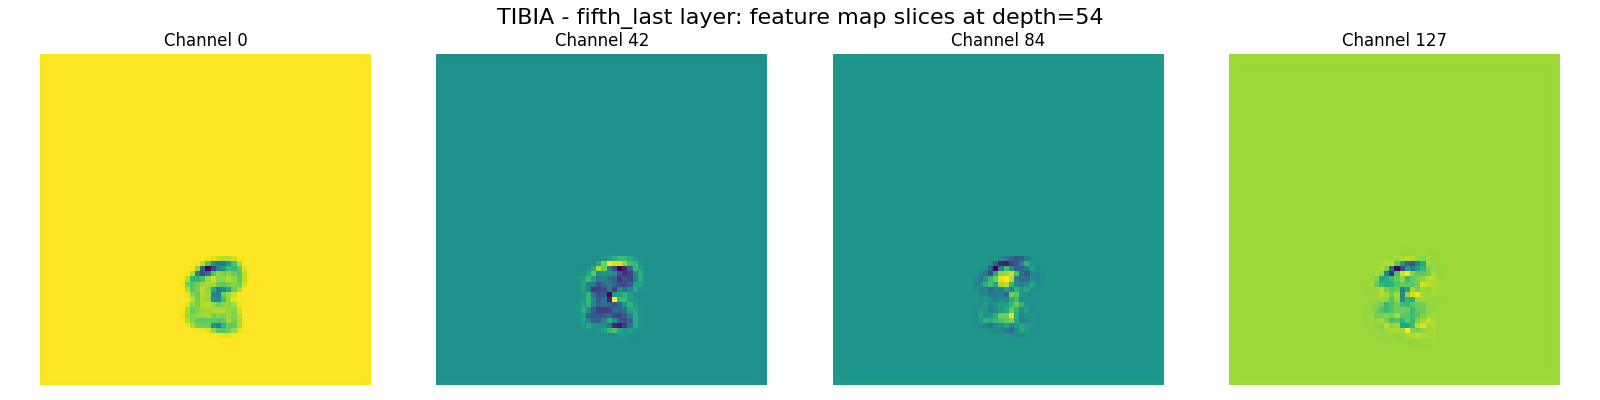 TIBIA - fifth_last layer: feature map slices at depth=54
Channel 0
Channel 42
Channel 84
Channel 127